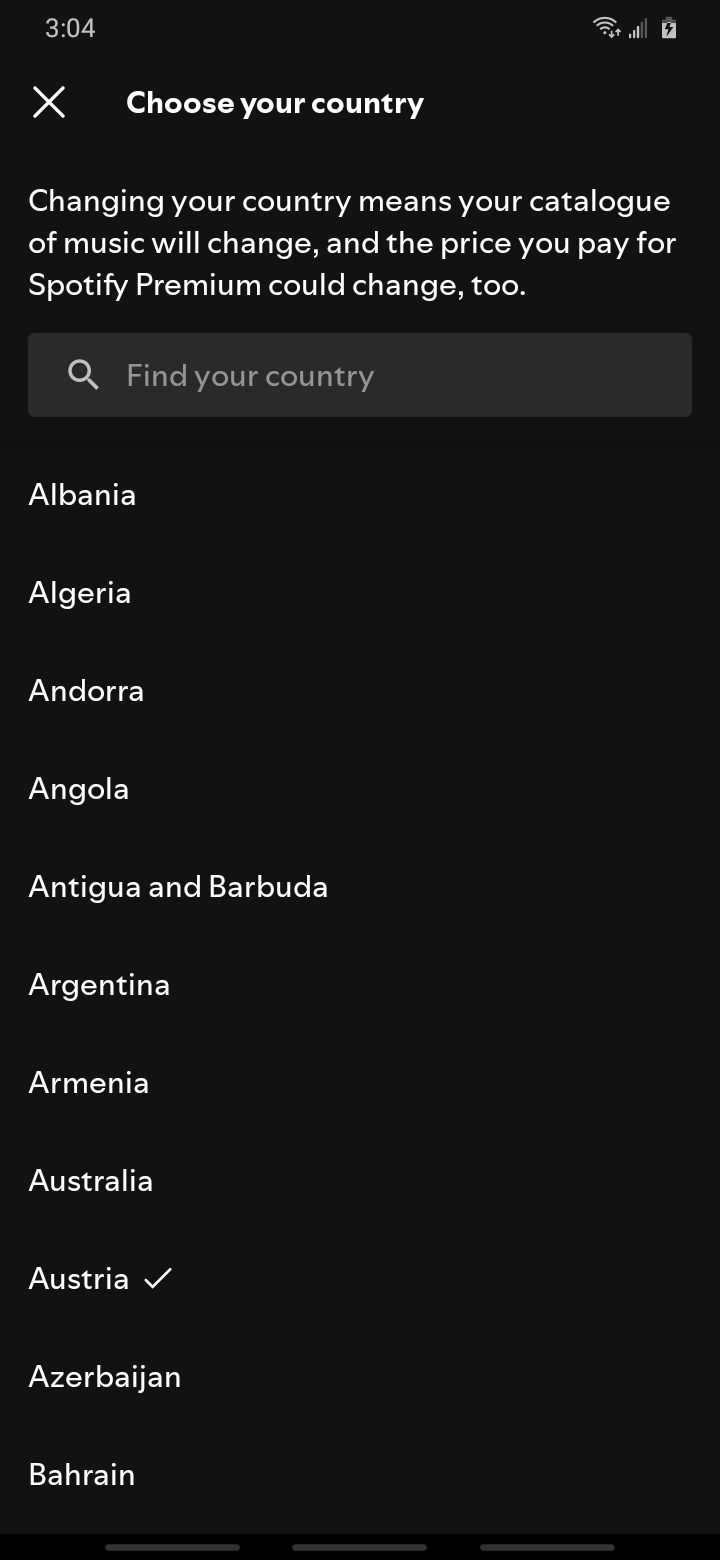 3:04
Choose your country
Changing your country means your catalogue
of music will change, and the price you pay for
Spotify Premium could change, too.
Find your country
Albania
Algeria
Andorra
Angola
Antigua and Barbuda
Argentina
Armenia
Australia
Austria
Azerbaijan
Bahrain